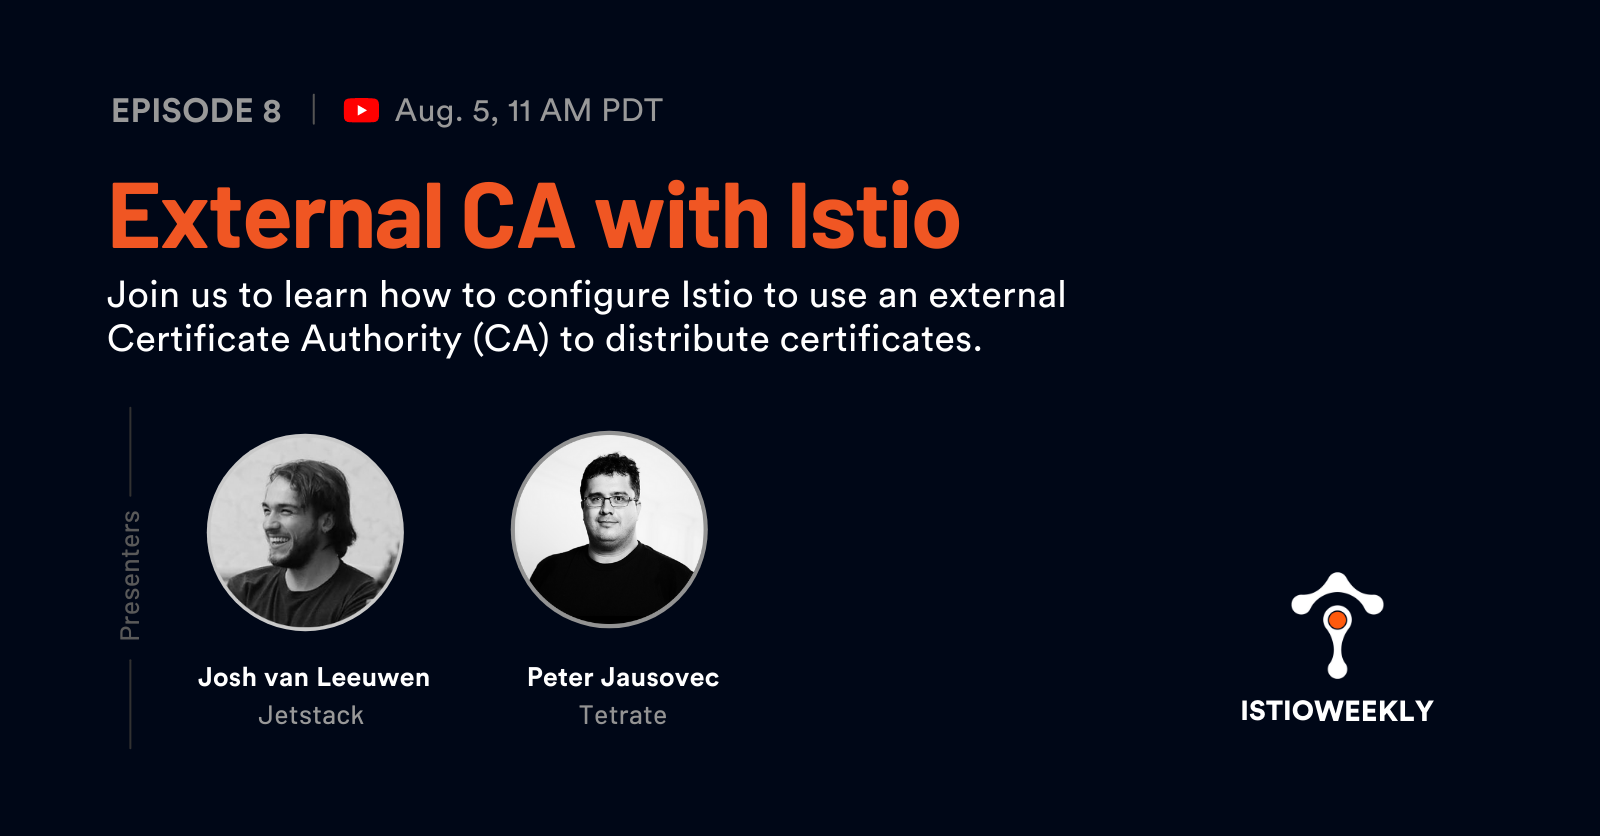 EPISODE 8 | Aug. 5, 11 AM PDT
External CA with Istio
Join us to learn how to configure Istio to use an external
Certificate Authority (CA) to distribute certificates.
Presenters
Josh van Leeuwen
Jetstack
Peter Jausovec
Tetrate
ISTIOWEEKLY